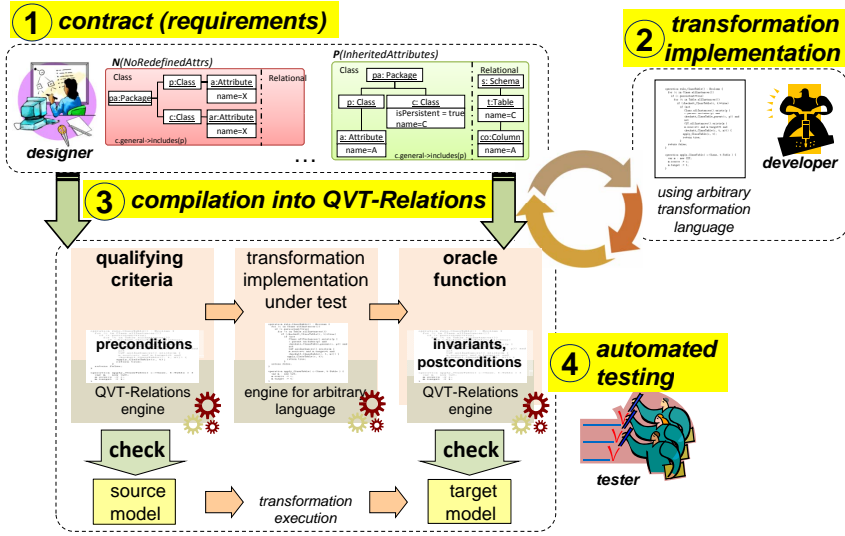 1 contract (requirements)
2 transformation
implementation
N(NoRedefinedAttrs)
Class
Relational
p:Class
a:Attribute
name=X
pa:Package
c:Class
ar:Attribute
name=X
c.general->includes(p)
P(InheritedAttributes)
Class
Relational
pa: Package
s: Schema
p: Class
c: Class
isPersistent = true
name=C
t:Table
name=C
a: Attribute
name=A
co:Column
name=A
c.general->includes(p)
designer
...
developer
using arbitrary
transformation
language
3 compilation into QVT-Relations
qualifying
criteria
transformation
implementation
under test
oracle
function
preconditions
invariants,
postconditions
QVT-Relations
engine
engine for arbitrary
language
QVT-Relations
engine
4 automated
testing
check
check
tester
source
model
transformation
execution
target
model